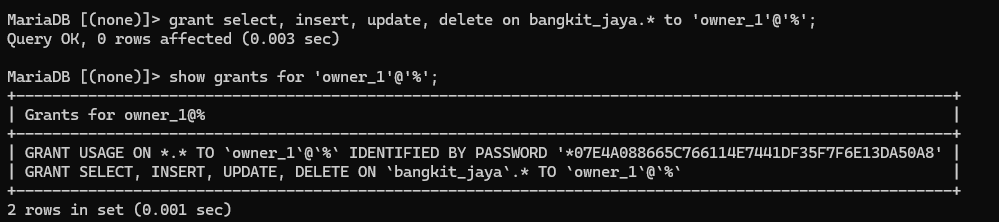 MariaDB [(none)]> grant select, insert, update, delete on bangkit_jaya.* to 'owner_1'@'%';
Query OK, 0 rows affected (0.003 sec)
MariaDB [(none)]> show grants for 'owner_1'@'%';
+---------------------------------------------------------------------------------------------------------+
| Grants for owner_1@% |
+---------------------------------------------------------------------------------------------------------+
| GRANT USAGE ON *.* TO `owner_1`@`%` IDENTIFIED BY PASSWORD '*07E4A088665C766114E7441DF35F7F6E13DA50A8' |
| GRANT SELECT, INSERT, UPDATE, DELETE ON `bangkit_jaya`.* TO `owner_1`@`%` |
+---------------------------------------------------------------------------------------------------------+
2 rows in set (0.001 sec)